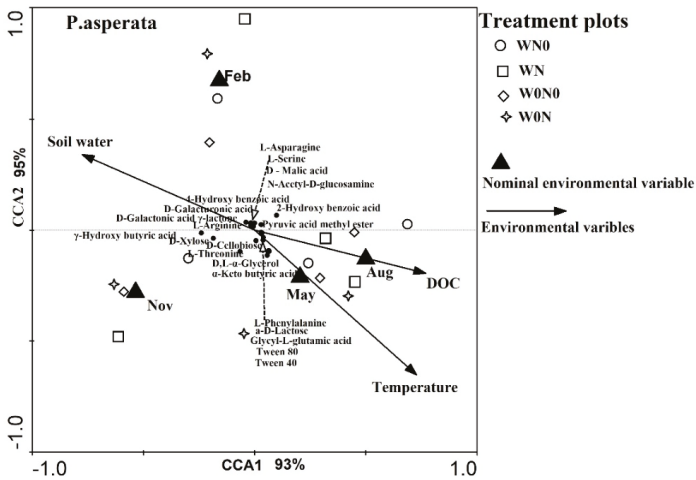 1.0
P.asperata
Treatment plots
WN0
WN
W0N0
W0N
Nominal environmental variable
Environmental varibles
Feb
Soil water
CCA2 95%
L-Asparagine
L-Serine
D - Malic acid
N-Acctyl-D-glucosamine
4-Hydroxy benzoic acid
D-Galacturonic acid
2-Hydroxy benzoic acid
D-Galactonic acid γ-lactone
L-Arginine
Pyruvic acid methyl ester
γ-Hydroxy butyric acid
D-Xylose
D-Cellobiose
L-Threonine
D,L-α-Glycerol
α-Keto butyric acid
Aug
DOC
May
Nov
L-Phenylalanine
a-D-Lactose
Glycyl-L-glutamic acid
Tween 80
Tween 40
Temperature
-1.0
-1.0
CCA1 93%
1.0